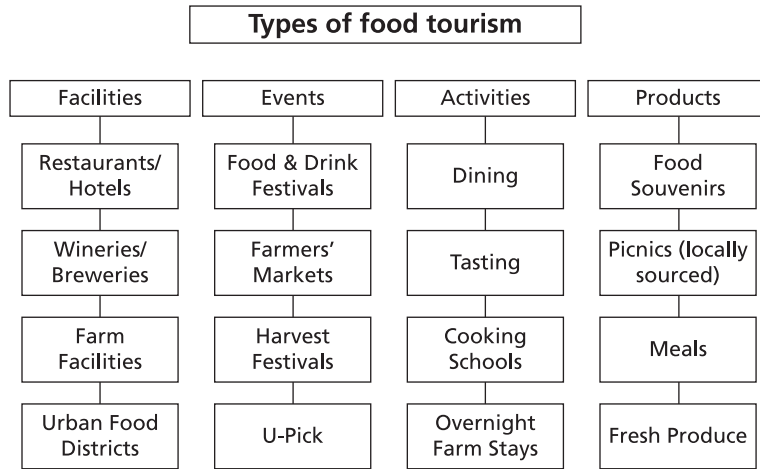 Types of food tourism
Facilities
Restaurants/
Hotels
Wineries/
Breweries
Farm
Facilities
Urban Food
Districts
Events
Food & Drink
Festivals
Farmers’
Markets
Harvest
Festivals
U-Pick
Activities
Dining
Tasting
Cooking
Schools
Overnight
Farm Stays
Products
Food
Souvenirs
Picnics (locally
sourced)
Meals
Fresh Produce